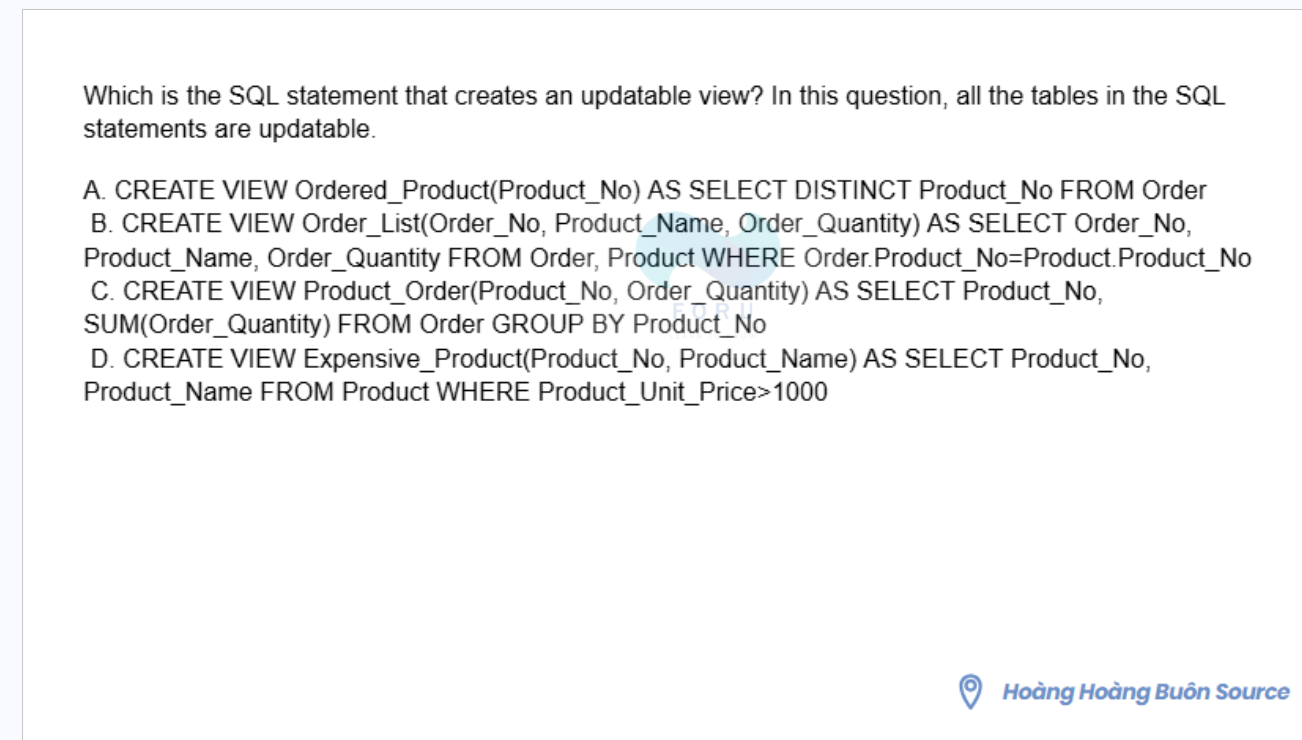 Which is the SQL statement that creates an updatable view? In this question, all the tables in the SQL
statements are updatable.
A. CREATE VIEW Ordered_Product(Product_No) AS SELECT DISTINCT Product_No FROM Order
B. CREATE VIEW Order_List(Order_No, Product_Name, Order_Quantity) AS SELECT Order_No,
Product_Name, Order_Quantity FROM Order, Product WHERE Order.Product_No=Product.Product_No
C. CREATE VIEW Product_Order(Product_No, Order_Quantity) AS SELECT Product_No,
SUM(Order_Quantity) FROM Order GROUP BY Product_No
FORU
D. CREATE VIEW Expensive_Product(Product_No, Product_Name) AS SELECT Product_No,
Product_Name FROM Product WHERE Product_Unit_Price>1000
Hoàng Hoàng Buôn Source